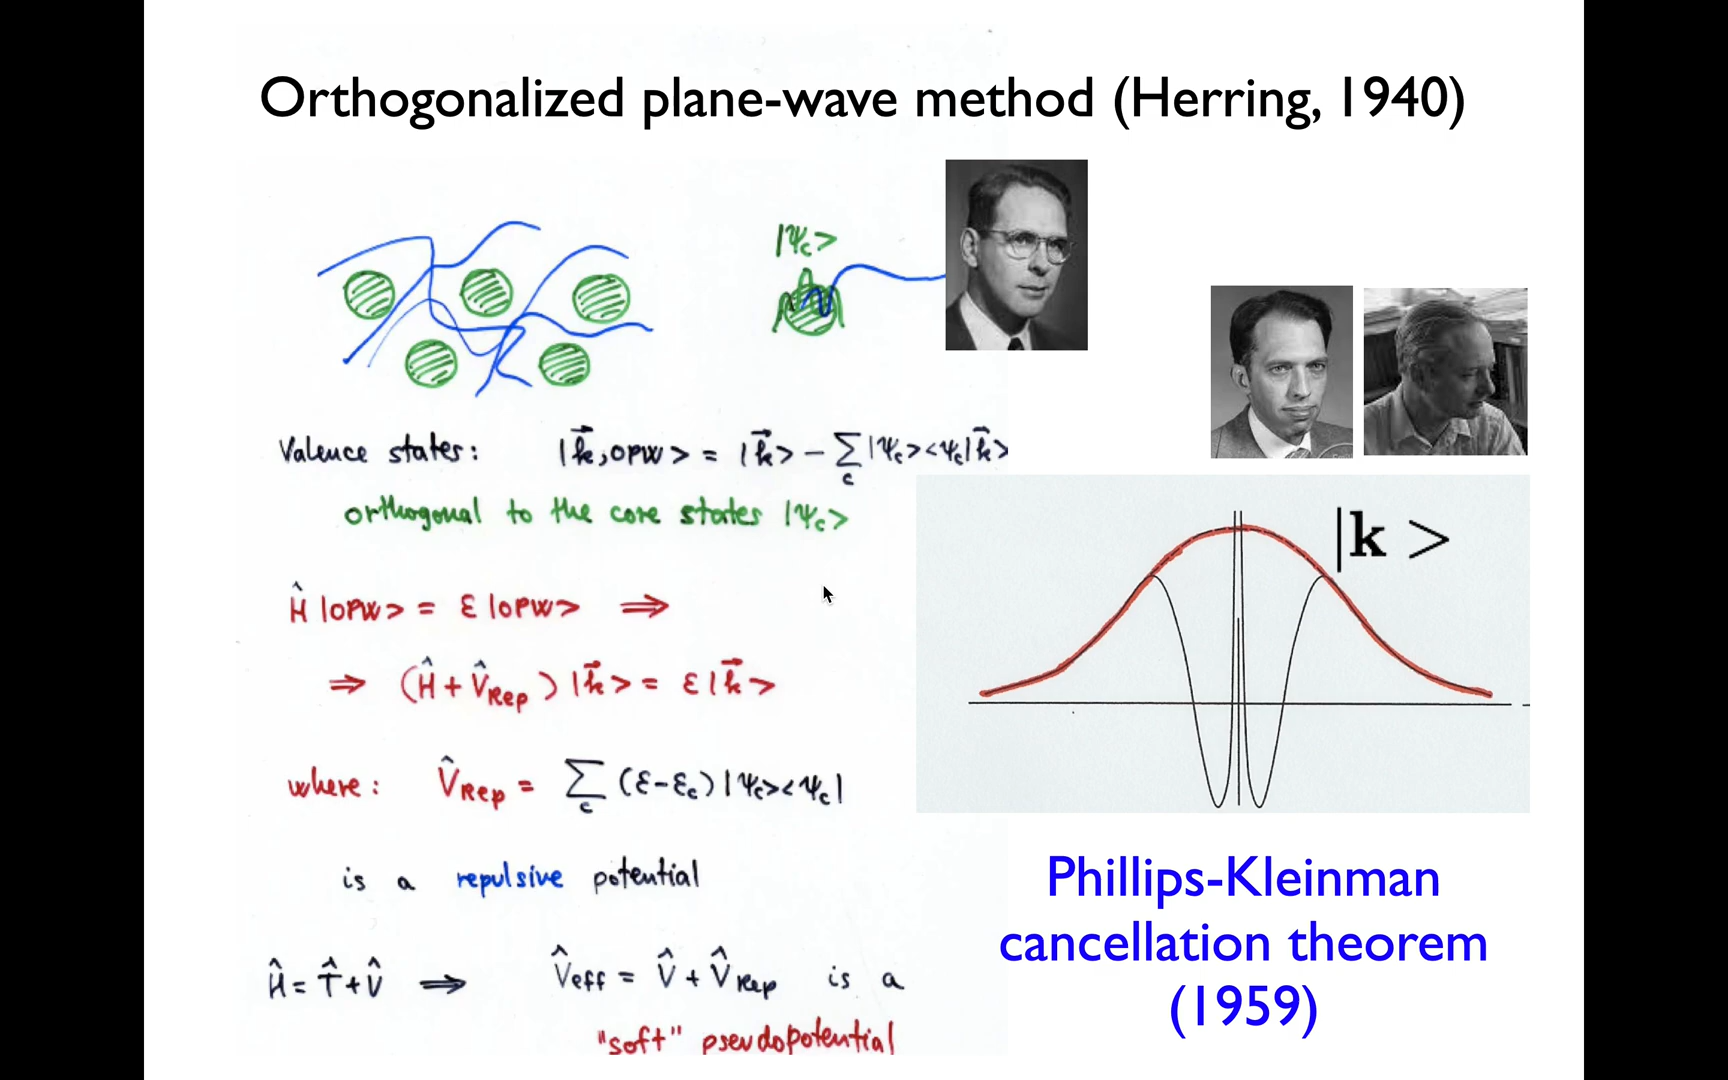 Orthogonalized plane-wave method (Herring, 1940)
|Ψc>
Valence states: |k⃗,OPW> = |k⃗> − ∑c |Ψc><Ψc|k⃗>
orthogonal to the core states |Ψc>
Ĥ |OPW> = ε |OPW> ⟹
⟹ (Ĥ + V̂Rep) |k⃗> = ε |k⃗>
where: V̂Rep = ∑c (ε−εc) |Ψc><Ψc|
is a repulsive potential
Ĥ = T̂ + V̂ ⟹ V̂eff = V̂ + V̂Rep is a
"soft" pseudopotential
|k >
Phillips-Kleinman
cancellation theorem
(1959)